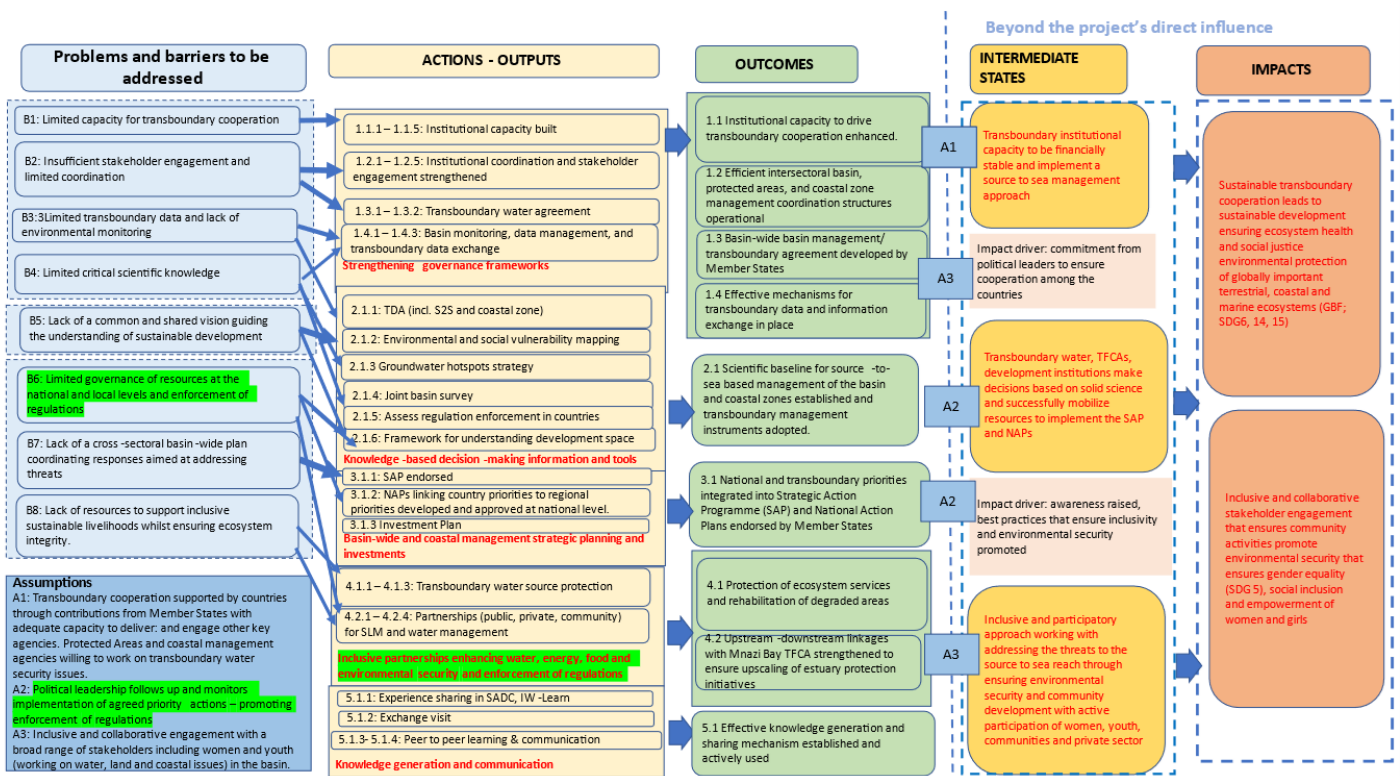 Beyond the project's direct influence
Problems and barriers to be
addressed
ACTIONS - OUTPUTS
OUTCOMES
INTERMEDIATE
STATES
IMPACTS
B1: Limited capacity for transboundary cooperation
B2: Insufficient stakeholder engagement and
limited coordination
B3:3Limited transboundary data and lack of
environmental monitoring
B4: Limited critical scientific knowledge
B5: Lack of a common and shared vision guiding
the understanding of sustainable development
B6: Limited governance of resources at the
national and local levels and enforcement of
regulations
B7: Lack of a cross -sectoral basin -wide plan
coordinating responses aimed at addressing
threats
B8: Lack of resources to support inclusive
sustainable livelihoods whilst ensuring ecosystem
integrity.
Assumptions
A1: Transboundary cooperation supported by countries
through contributions from Member States with
adequate capacity to deliver: and engage other key
agencies. Protected Areas and coastal management
agencies willing to work on transboundary water
security issues.
A2: Political leadership follows up and monitors
implementation of agreed priority actions – promoting
enforcement of regulations
A3: Inclusive and collaborative engagement with a
broad range of stakeholders including women and youth
(working on water, land and coastal issues) in the basin.
1.1.1 – 1.1.5: Institutional capacity built
1.2.1 – 1.2.5: Institutional coordination and stakeholder
engagement strengthened
1.3.1 – 1.3.2: Transboundary water agreement
1.4.1 – 1.4.3: Basin monitoring, data management, and
transboundary data exchange
Strengthening governance frameworks
2.1.1: TDA (incl. S2S and coastal zone)
2.1.2: Environmental and social vulnerability mapping
2.1.3 Groundwater hotspots strategy
2.1.4: Joint basin survey
2.1.5: Assess regulation enforcement in countries
2.1.6: Framework for understanding development space
Knowledge -based decision -making information and tools
3.1.1: SAP endorsed
3.1.2: NAPs linking country priorities to regional
priorities developed and approved at national level.
3.1.3 Investment Plan
Basin-wide and coastal management strategic planning and
investments
4.1.1 – 4.1.3: Transboundary water source protection
4.2.1 – 4.2.4: Partnerships (public, private, community)
for SLM and water management
Inclusive partnerships enhancing water, energy, food and
environmental security and enforcement of regulations
5.1.1: Experience sharing in SADC, IW -Learn
5.1.2: Exchange visit
5.1.3- 5.1.4: Peer to peer learning & communication
Knowledge generation and communication
1.1 Institutional capacity to drive
transboundary cooperation enhanced.
1.2 Efficient intersectoral basin,
protected areas, and coastal zone
management coordination structures
operational
1.3 Basin-wide basin management/
transboundary agreement developed by
Member States
1.4 Effective mechanisms for
transboundary data and information
exchange in place
2.1 Scientific baseline for source -to-
sea based management of the basin
and coastal zones established and
transboundary management
instruments adopted.
3.1 National and transboundary priorities
integrated into Strategic Action
Programme (SAP) and National Action
Plans endorsed by Member States
4.1 Protection of ecosystem services
and rehabilitation of degraded areas
4.2 Upstream -downstream linkages
with Mnazi Bay TFCA strengthened to
ensure upscaling of estuary protection
initiatives
5.1 Effective knowledge generation and
sharing mechanism established and
actively used
A1
A3
A2
A2
A3
Transboundary institutional
capacity to be financially
stable and implement a
source to sea management
approach
Impact driver: commitment from
political leaders to ensure
cooperation among the
countries
Transboundary water, TFCAs,
development institutions make
decisions based on solid science
and successfully mobilize
resources to implement the SAP
and NAPs
Impact driver: awareness raised,
best practices that ensure inclusivity
and environmental security
promoted
Inclusive and participatory
approach working with
addressing the threats to the
source to sea reach through
ensuring environmental
security and community
development with active
participation of women, youth,
communities and private sector
Sustainable transboundary
cooperation leads to
sustainable development
ensuring ecosystem health
and social justice
environmental protection
of globally important
terrestrial, coastal and
marine ecosystems (GBF;
SDG6, 14, 15)
Inclusive and collaborative
stakeholder engagement
that ensures community
activities promote
environmental security that
ensures gender equality
(SDG 5), social inclusion
and empowerment of
women and girls